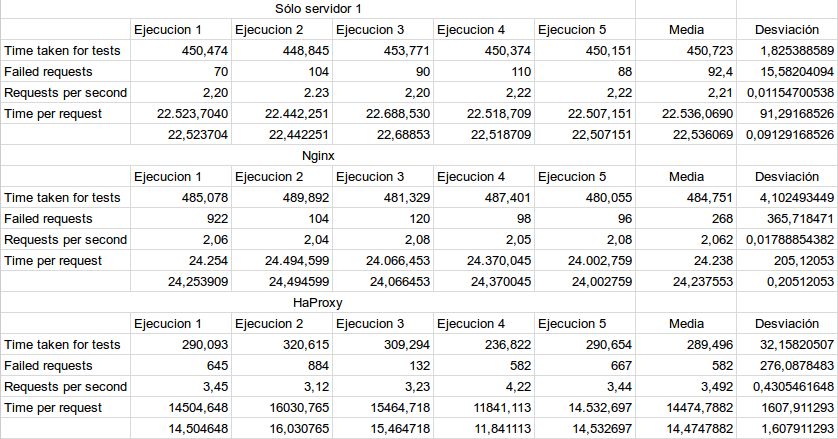 Sólo servidor 1
Ejecucion 1 Ejecucion 2 Ejecucion 3 Ejecucion 4 Ejecucion 5 Media Desviación
Time taken for tests 450,474 448,845 453,771 450,374 450,151 450,723 1,825388589
Failed requests 70 104 90 110 88 92,4 15,58204094
Requests per second 2,20 2.23 2,20 2,22 2,22 2,21 0,01154700538
Time per request 22.523,7040 22.442,251 22.688,530 22.518,709 22.507,151 22.536,0690 91,29168526
22,523704 22,442251 22,68853 22,518709 22,507151 22,536069 0,09129168526
Nginx
Ejecucion 1 Ejecucion 2 Ejecucion 3 Ejecucion 4 Ejecucion 5 Media Desviación
Time taken for tests 485,078 489,892 481,329 487,401 480,055 484,751 4,102493449
Failed requests 922 104 120 98 96 268 365,718471
Requests per second 2,06 2,04 2,08 2,05 2,08 2,062 0,01788854382
Time per request 24.254 24.494,599 24.066,453 24.370,045 24.002,759 24.238 205,12053
24,253909 24,494599 24,066453 24,370045 24,002759 24,237553 0,20512053
HaProxy
Ejecucion 1 Ejecucion 2 Ejecucion 3 Ejecucion 4 Ejecucion 5 Media Desviación
Time taken for tests 290,093 320,615 309,294 236,822 290,654 289,496 32,15820507
Failed requests 645 884 132 582 667 582 276,0878483
Requests per second 3,45 3,12 3,23 4,22 3,44 3,492 0,4305461648
Time per request 14504,648 16030,765 15464,718 11841,113 14.532,697 14474,7882 1607,911293
14,504648 16,030765 15,464718 11,841113 14,532697 14,4747882 1,607911293